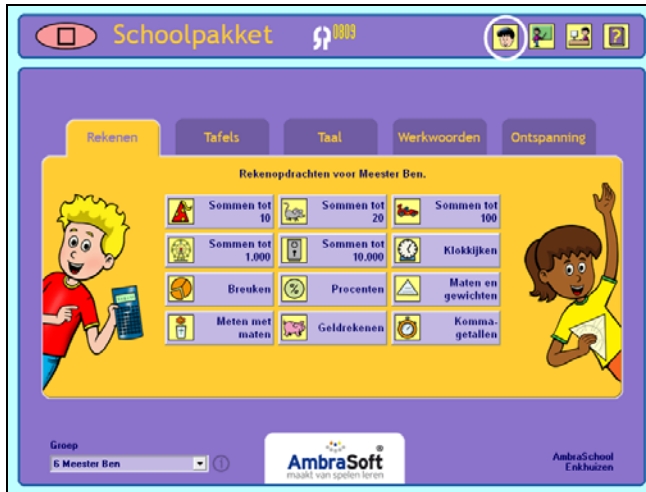 Schoolpakket
sp 0809
?
Rekenen
Tafels
Taal
Werkwoorden
Ontspanning
Rekenopdrachten voor Meester Ben.
Sommen tot
10
Sommen tot
20
Sommen tot
100
Sommen tot
1.000
Sommen tot
10.000
Klokkijken
Breuken
%
Procenten
Maten en
gewichten
Meten met
maten
Geldrekenen
Komma-
getallen
Groep
6 Meester Ben
AmbraSoft®
maakt van spelen leren
AmbraSchool
Enkhuizen